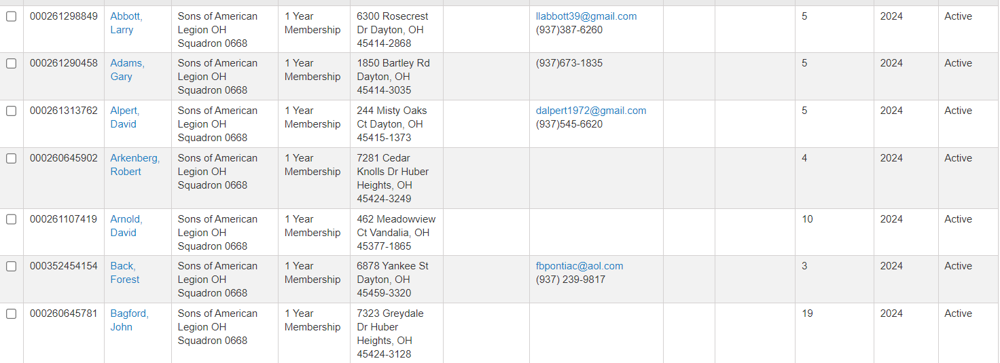 000261298849 Abbott, Sons of American 1 Year 6300 Rosecrest llabbott39@gmail.com 5 2024 Active
Larry Legion OH Membership Dr Dayton, OH (937)387-6260
Squadron 0668 45414-2868
000261290458 Adams, Sons of American 1 Year 1850 Bartley Rd (937)673-1835 5 2024 Active
Gary Legion OH Membership Dayton, OH
Squadron 0668 45414-3035
000261313762 Alpert, Sons of American 1 Year 244 Misty Oaks dalpert1972@gmail.com 5 2024 Active
David Legion OH Membership Ct Dayton, OH (937)545-6620
Squadron 0668 45415-1373
000260645902 Arkenberg, Sons of American 1 Year 7281 Cedar 4 2024 Active
Robert Legion OH Membership Knolls Dr Huber
Squadron 0668 Heights, OH
45424-3249
000261107419 Arnold, Sons of American 1 Year 462 Meadowview 10 2024 Active
David Legion OH Membership Ct Vandalia, OH
Squadron 0668 45377-1865
000352454154 Back, Sons of American 1 Year 6878 Yankee St fbpontiac@aol.com 3 2024 Active
Forest Legion OH Membership Dayton, OH (937) 239-9817
Squadron 0668 45459-3320
000260645781 Bagford, Sons of American 1 Year 7323 Greydale 19 2024 Active
John Legion OH Membership Dr Huber
Squadron 0668 Heights, OH
45424-3128